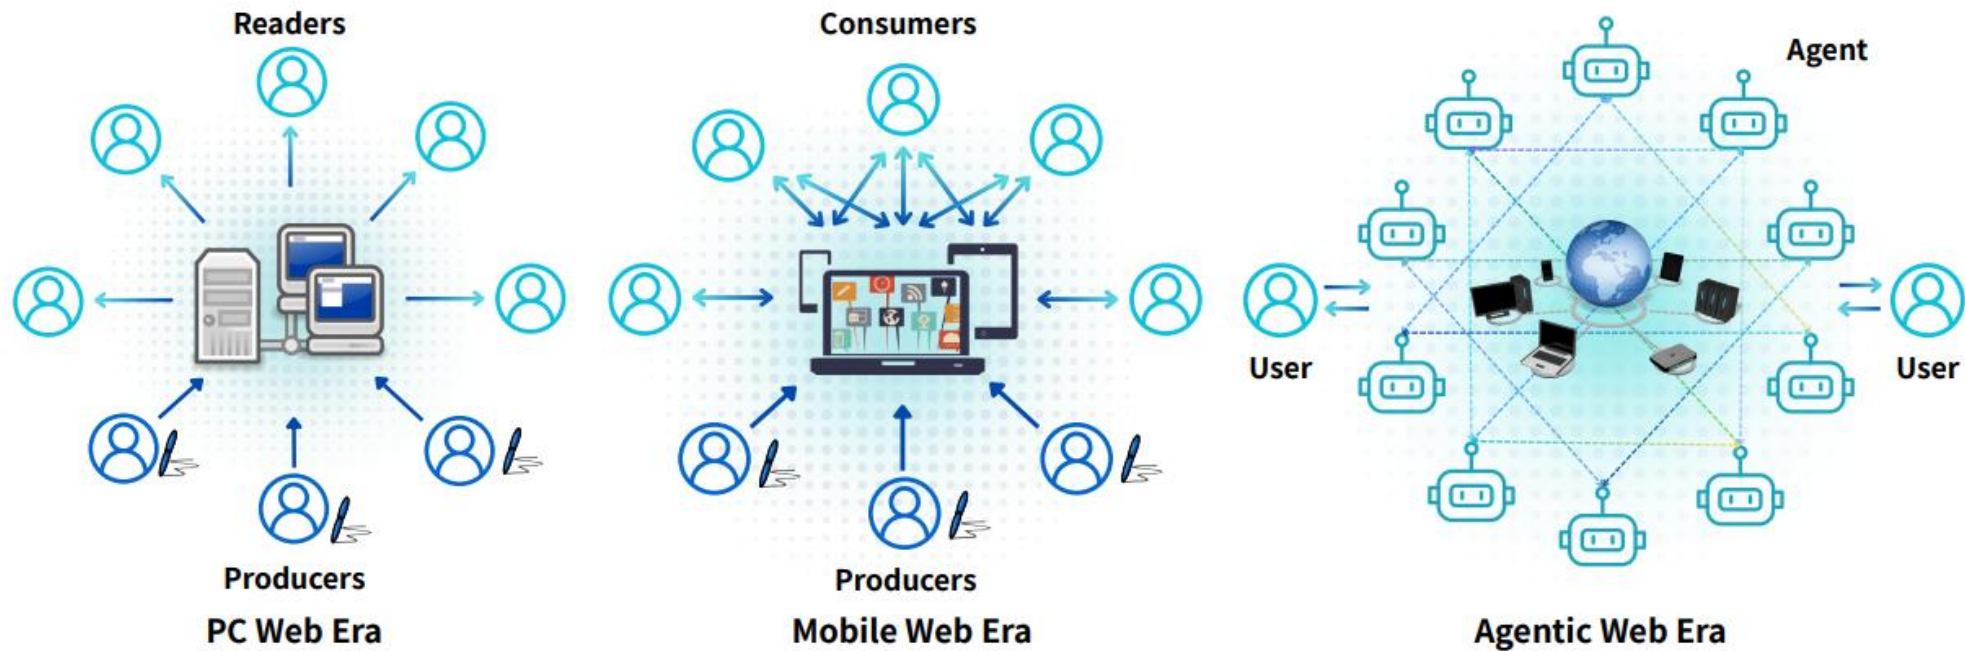 Readers
Consumers
Agent
User
User
Producers
Producers
PC Web Era
Mobile Web Era
Agentic Web Era